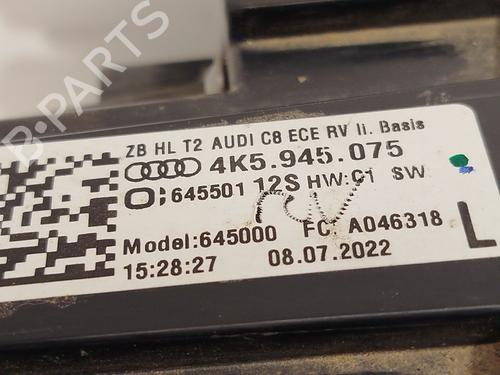 B-PARTS
ZB HL T2 AUDI C8 ECE RV li. Basis
4K5.945.075
645501 12S HW:C1 SW
Model:645000 FC: A046318
15:28:27 08.07.2022 L